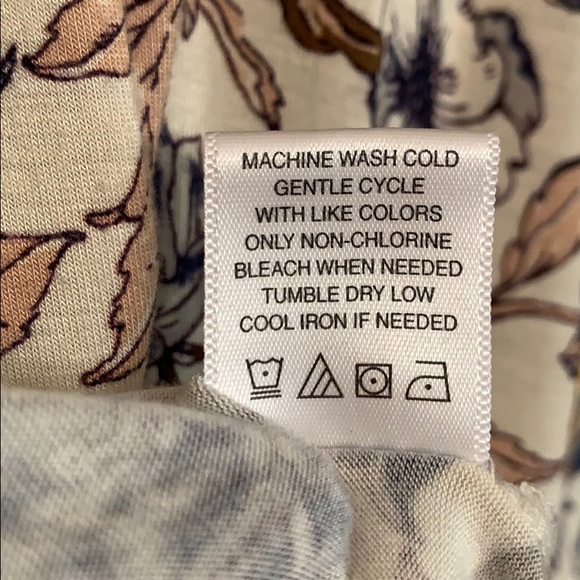 MACHINE WASH COLD
GENTLE CYCLE
WITH LIKE COLORS
ONLY NON-CHLORINE
BLEACH WHEN NEEDED
TUMBLE DRY LOW
COOL IRON IF NEEDED